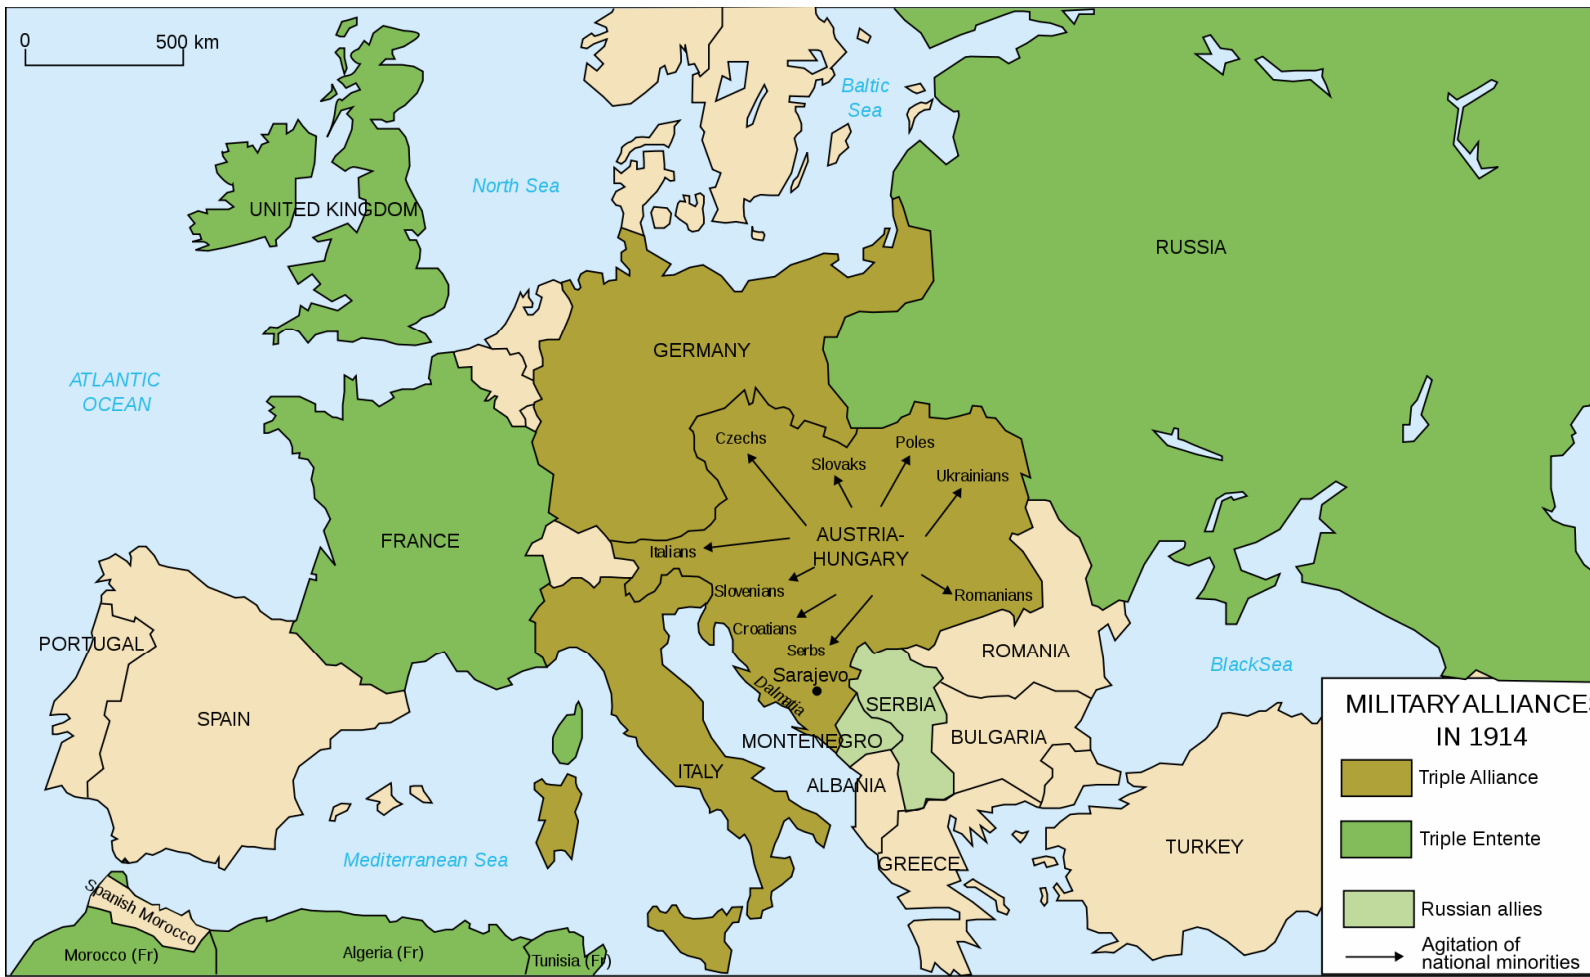 0 500 km
Baltic
Sea
North Sea
UNITED KINGDOM
RUSSIA
GERMANY
ATLANTIC
OCEAN
Czechs
Slovaks
Poles
Ukrainians
AUSTRIA-
HUNGARY
FRANCE
Italians
Slovenians
Romanians
Croatians
Serbs
Sarajevo
Dalmatia
PORTUGAL
SPAIN
ROMANIA
BlackSea
SERBIA
MONTENEGRO
BULGARIA
ITALY
ALBANIA
GREECE
TURKEY
Mediterranean Sea
Spanish Morocco
Morocco (Fr)
Algeria (Fr)
Tunisia (Fr)
MILITARY ALLIANCES
IN 1914
Triple Alliance
Triple Entente
Russian allies
Agitation of
national minorities